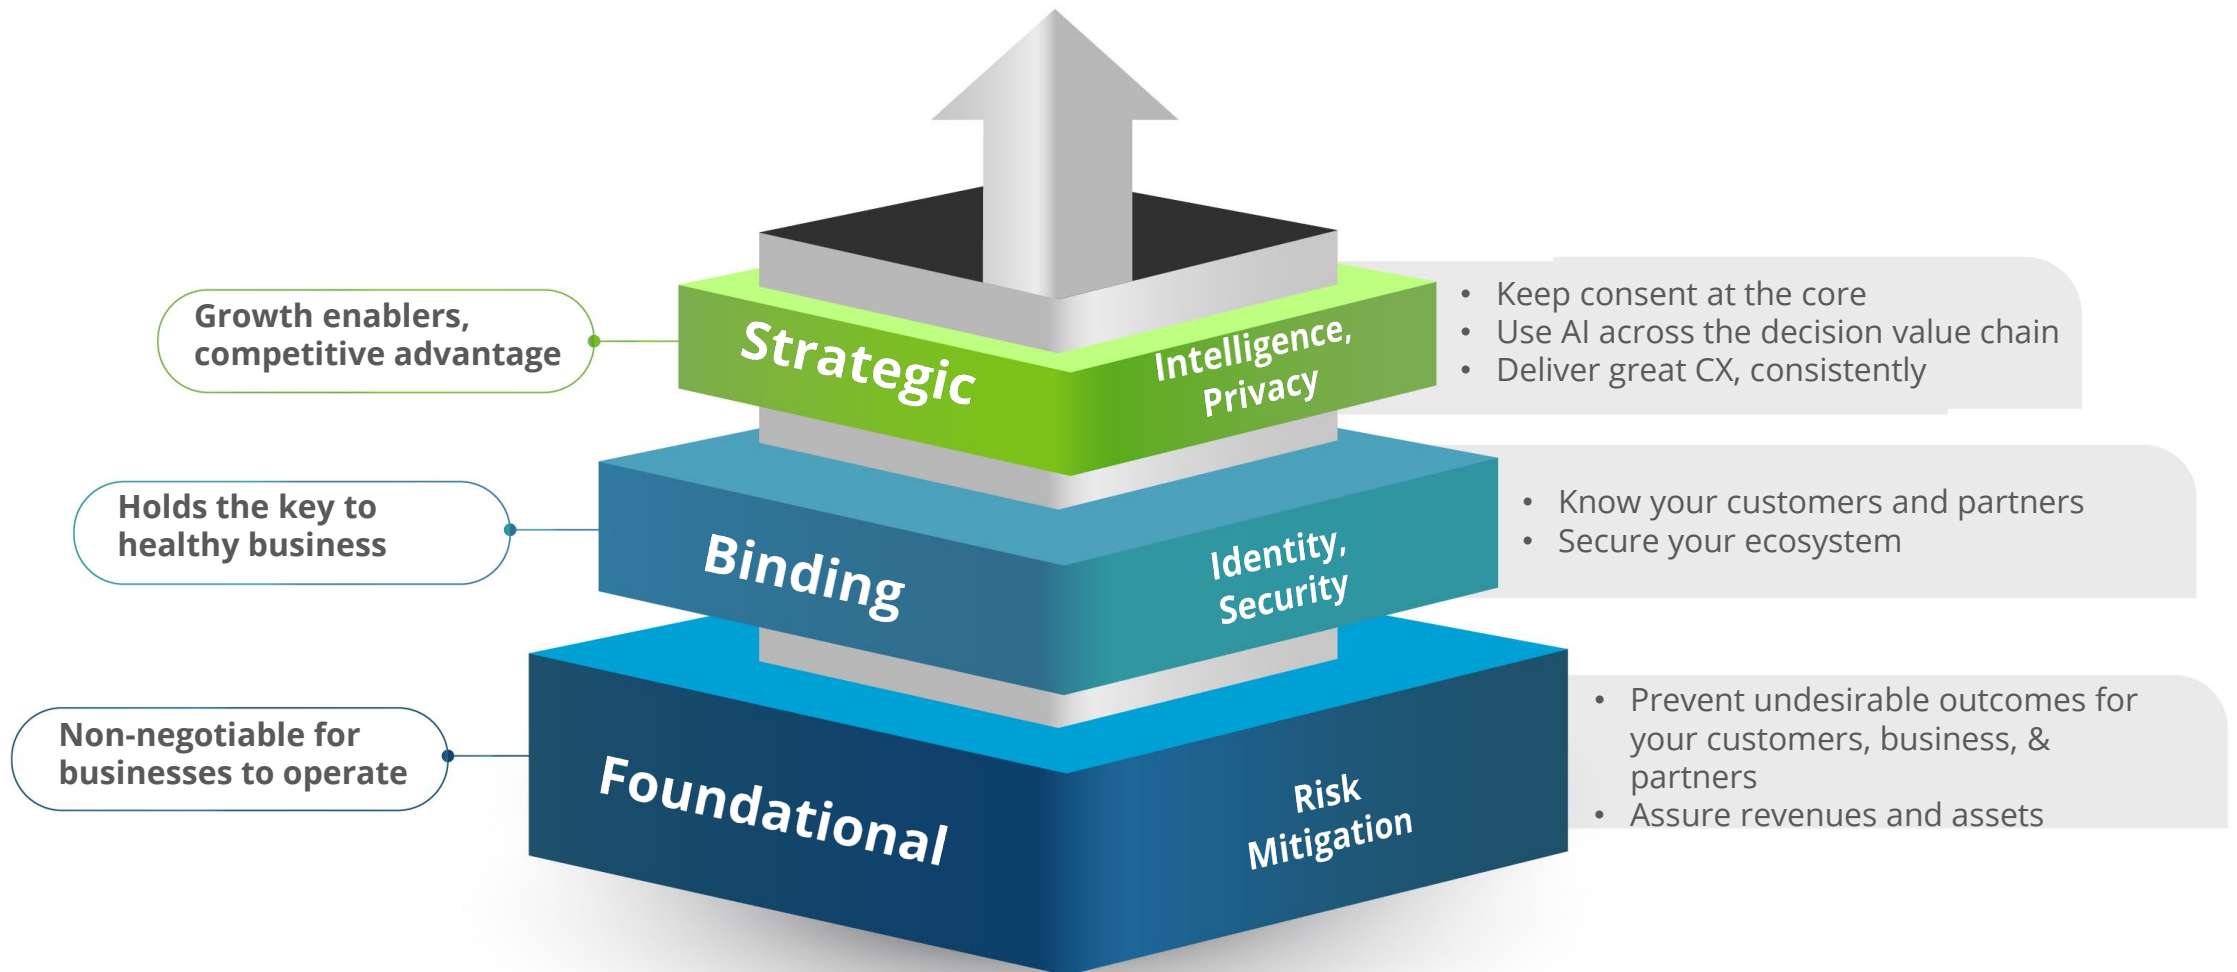 Growth enablers,
competitive advantage
Strategic
Intelligence,
Privacy
• Keep consent at the core
• Use AI across the decision value chain
• Deliver great CX, consistently
Holds the key to
healthy business
Binding
Identity,
Security
• Know your customers and partners
• Secure your ecosystem
Non-negotiable for
businesses to operate
Foundational
Risk
Mitigation
• Prevent undesirable outcomes for
your customers, business, &
partners
• Assure revenues and assets